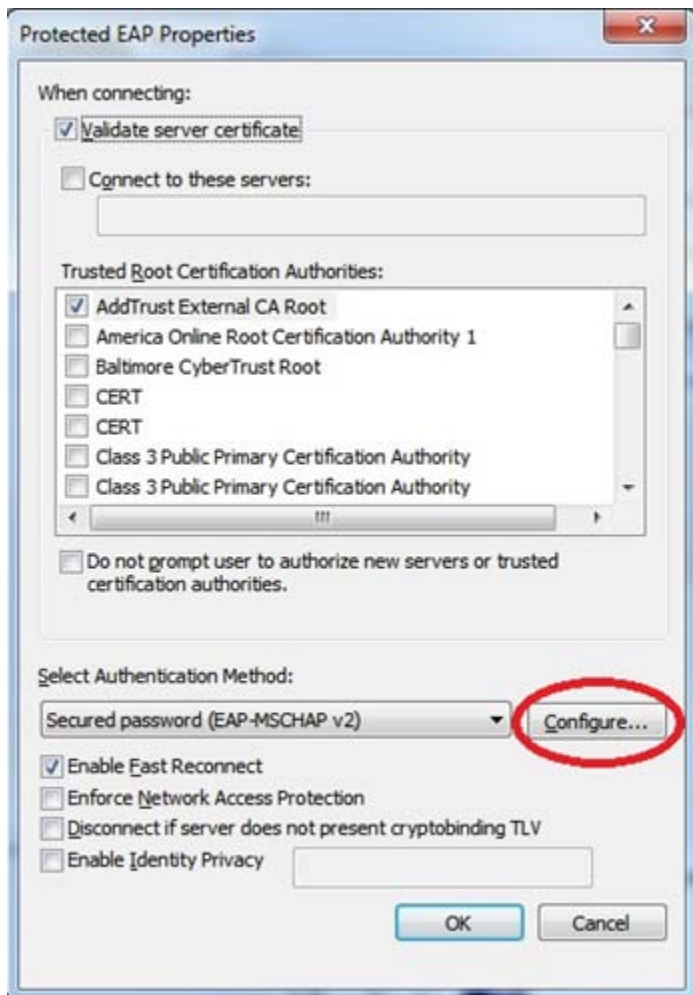 Protected EAP Properties
When connecting:
Validate server certificate
Connect to these servers:
Trusted Root Certification Authorities:
AddTrust External CA Root
America Online Root Certification Authority 1
Baltimore CyberTrust Root
CERT
CERT
Class 3 Public Primary Certification Authority
Class 3 Public Primary Certification Authority
Do not prompt user to authorize new servers or trusted
certification authorities.
Select Authentication Method:
Secured password (EAP-MSCHAP v2)
Configure...
Enable Fast Reconnect
Enforce Network Access Protection
Disconnect if server does not present cryptobinding TLV
Enable Identity Privacy
OK
Cancel